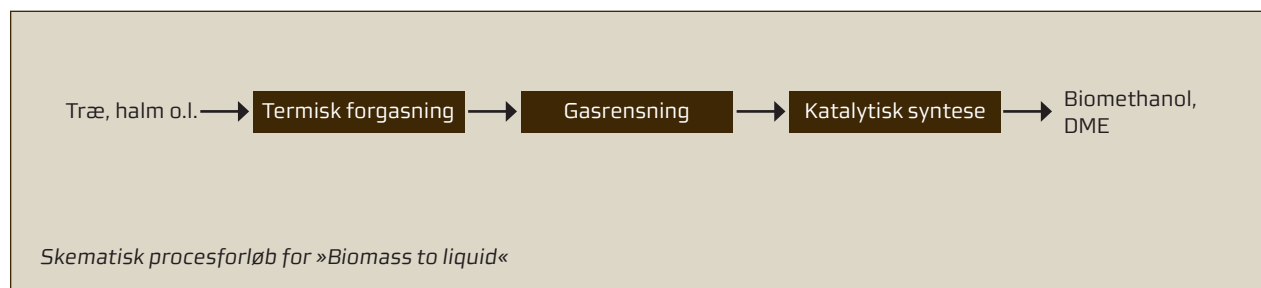 Træ, halm o.l.
Termisk forgasning
Gasrensning
Katalytisk syntese
Biomethanol,
DME
Skematisk procesforløb for »Biomass to liquid«